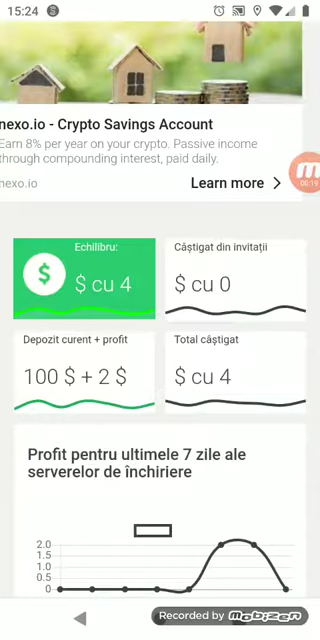 15:24
nexo.io - Crypto Savings Account
Earn 8% per year on your crypto. Passive income
through compounding interest, paid daily.
nexo.io
Learn more
00:19
Echilibru:
$ cu 4
Câștigat din invitații
$ cu 0
Depozit curent + profit
100 $ + 2 $
Total câștigat
$ cu 4
Profit pentru ultimele 7 zile ale
serverelor de închiriere
2.0
1.5
1.0
0.5
0
Recorded by mobizen